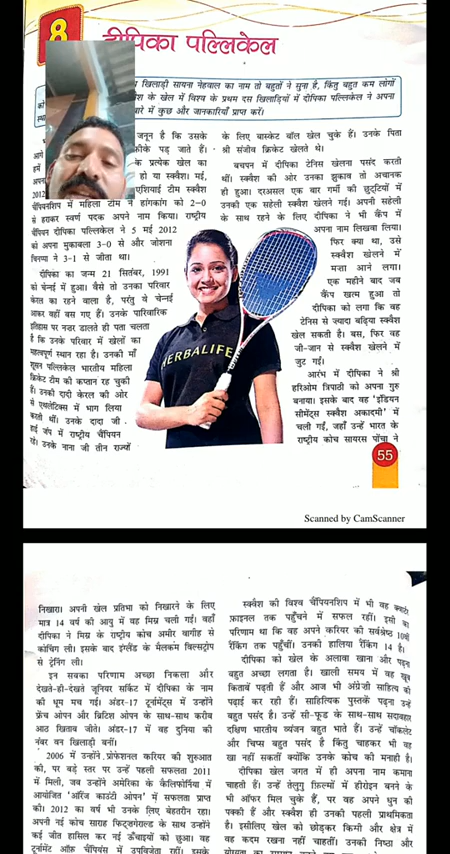 8
दीपिका पल्लिकेल
खिलाड़ी सायना नेहवाल का नाम तो बहुतों ने सुना है, किंतु बहुत कम लोगों
के खेल में विश्व के प्रथम दस खिलाड़ियों में दीपिका पल्लिकेल ने अपना
बारे में कुछ और जानकारियाँ प्राप्त करें।
जनून है कि उसके
फीके पड़ जाते हैं।
के प्रत्येक खेल का
हो या स्क्वैश। मई,
2012
एशियाई टीम स्क्वैश
चैंपियनशिप में महिला टीम ने हांगकांग को 2-0
से हराकर स्वर्ण पदक अपने नाम किया। राष्ट्रीय
चैंपियन दीपिका पल्लिकेल ने 5 मई 2012
को अपना मुकाबला 3-0 से और जोशना
चिनप्पा ने 3-1 से जीता था।
दीपिका का जन्म 21 सितंबर, 1991
को चेन्नई में हुआ। वैसे तो उनका परिवार
केरल का रहने वाला है, परंतु ये चेन्नई
आकर वहीं बस गए हैं। उनके पारिवारिक
इतिहास पर नज़र डालते ही पता चलता
है कि उनके परिवार में खेलों का
महत्वपूर्ण स्थान रहा है। उनकी माँ
सूसन पल्लिकेल भारतीय महिला
क्रिकेट टीम की कप्तान रह चुकी
हैं। उनकी दादी केरल की ओर
से एथलेटिक्स में भाग लिया
करती थीं। उनके दादा जी
हाई जंप में राष्ट्रीय चैंपियन
रहे। उनके नाना जी तीन राज्यों
के लिए बास्केट बॉल खेल चुके हैं। उनके पिता
श्री संजीव क्रिकेट खेलते थे।
बचपन में दीपिका टेनिस खेलना पसंद करती
थीं। स्क्वैश की ओर उनका झुकाव तो अचानक
ही हुआ। दरअसल एक बार गर्मी की छुट्टियों में
उनकी एक सहेली स्क्वैश खेलने गई। अपनी सहेली
के साथ रहने के लिए दीपिका ने भी कैंप में
अपना नाम लिखवा लिया।
फिर क्या था, उसे
स्क्वैश खेलने में
मज़ा आने लगा।
एक महीने बाद जब
कैंप खत्म हुआ तो
दीपिका को लगा कि वह
टेनिस से ज्यादा बढ़िया स्क्वैश
खेल सकती है। बस, फिर वह
जी-जान से स्क्वैश खेलने में
जुट गई।
आरंभ में दीपिका ने श्री
हरिओम त्रिपाठी को अपना गुरु
बनाया। इसके बाद वह 'इंडियन
सीमेंट्स स्क्वैश अकादमी' में
चली गईं, जहाँ उन्हें भारत के
राष्ट्रीय कोच सायरस पोंचा ने
HERBALIFE
55
Scanned by CamScanner
निखारा। अपनी खेल प्रतिभा को निखारने के लिए
मात्र 14 वर्ष की आयु में वह मिस्र चली गईं। वहाँ
दीपिका ने मिस्र के राष्ट्रीय कोच अमीर वागीह से
कोचिंग ली। इसके बाद इंग्लैंड के मैलकम विल्सट्रोप
से ट्रेनिंग ली।
इन सबका परिणाम अच्छा निकला और
देखते-ही-देखते जूनियर सर्किट में दीपिका के नाम
की धूम मच गई। अंडर-17 टूर्नामेंट्स में उन्होंने
फ्रेंच ओपन और ब्रिटिश ओपन के साथ-साथ करीब
आठ खिताब जीते। अंडर-17 में वह दुनिया की
नंबर वन खिलाड़ी बनीं।
2006 में उन्होंने प्रोफ़ेशनल करियर की शुरुआत
की, पर बड़े स्तर पर उन्हें पहली सफलता 2011
में मिली, जब उन्होंने अमेरिका के कैलिफोर्निया में
आयोजित 'ऑरेंज काउंटी ओपन' में सफलता प्राप्त
की। 2012 का वर्ष भी उनके लिए बेहतरीन रहा।
अपनी नई कोच साराह फिट्ज़गेराल्ड के साथ उन्होंने
कई जीत हासिल कर नई ऊँचाइयों को छुआ। वह
टूर्नामेंट ऑफ़ चैंपियंस में उपविजेता रहीं। इसके
स्क्वैश की विश्व चैंपियनशिप में भी वह क्वार्टर
फ़ाइनल तक पहुँचने में सफल रहीं। इसी का
परिणाम था कि वह अपने करियर की सर्वश्रेष्ठ 10वीं
रैंकिंग तक पहुँचीं। उनकी हालिया रैंकिंग 14 है।
दीपिका को खेल के अलावा खाना और पढ़ना
बहुत अच्छा लगता है। खाली समय में वह खूब
किताबें पढ़ती हैं और आज भी अंग्रेज़ी साहित्य की
पढ़ाई कर रही हैं। साहित्यिक पुस्तकें पढ़ना उन्हें
बहुत पसंद है। उन्हें सी-फूड के साथ-साथ सदाबहार
दक्षिण भारतीय व्यंजन बहुत भाते हैं। उन्हें चॉकलेट
और चिप्स बहुत पसंद हैं किंतु चाहकर भी वह
खा नहीं सकतीं क्योंकि उनके कोच की मनाही है।
दीपिका खेल जगत में ही अपना नाम कमाना
चाहती हैं। उन्हें तेलुगु फ़िल्मों में हीरोइन बनने के
भी ऑफर मिल चुके हैं, पर वह अपने धुन की
पक्की हैं और स्क्वैश ही उनकी पहली प्राथमिकता
है। इसीलिए खेल को छोड़कर किसी और क्षेत्र में
वह कदम रखना नहीं चाहतीं। उनकी निष्ठा और